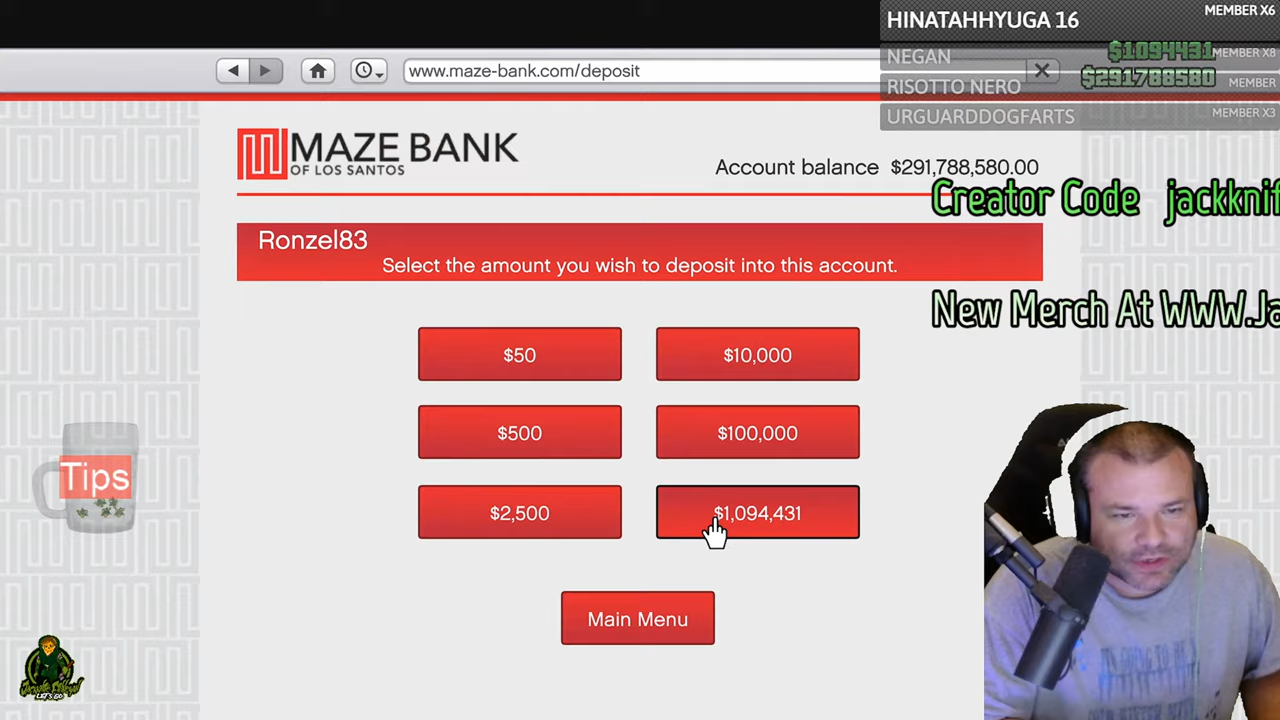 HINATAHHYUGA 16 MEMBER X6
NEGAN $1094431 MEMBER X8
RISOTTO NERO $291788580 MEMBER
URGUARDDOGFARTS MEMBER X3
www.maze-bank.com/deposit
MAZE BANK
OF LOS SANTOS
Account balance $291,788,580.00
Creator Code jackknif
Ronzel83
Select the amount you wish to deposit into this account.
New Merch At WWW.Ja
$50 $10,000
$500 $100,000
Tips
$2,500 $1,094,431
Main Menu
LET'S GO